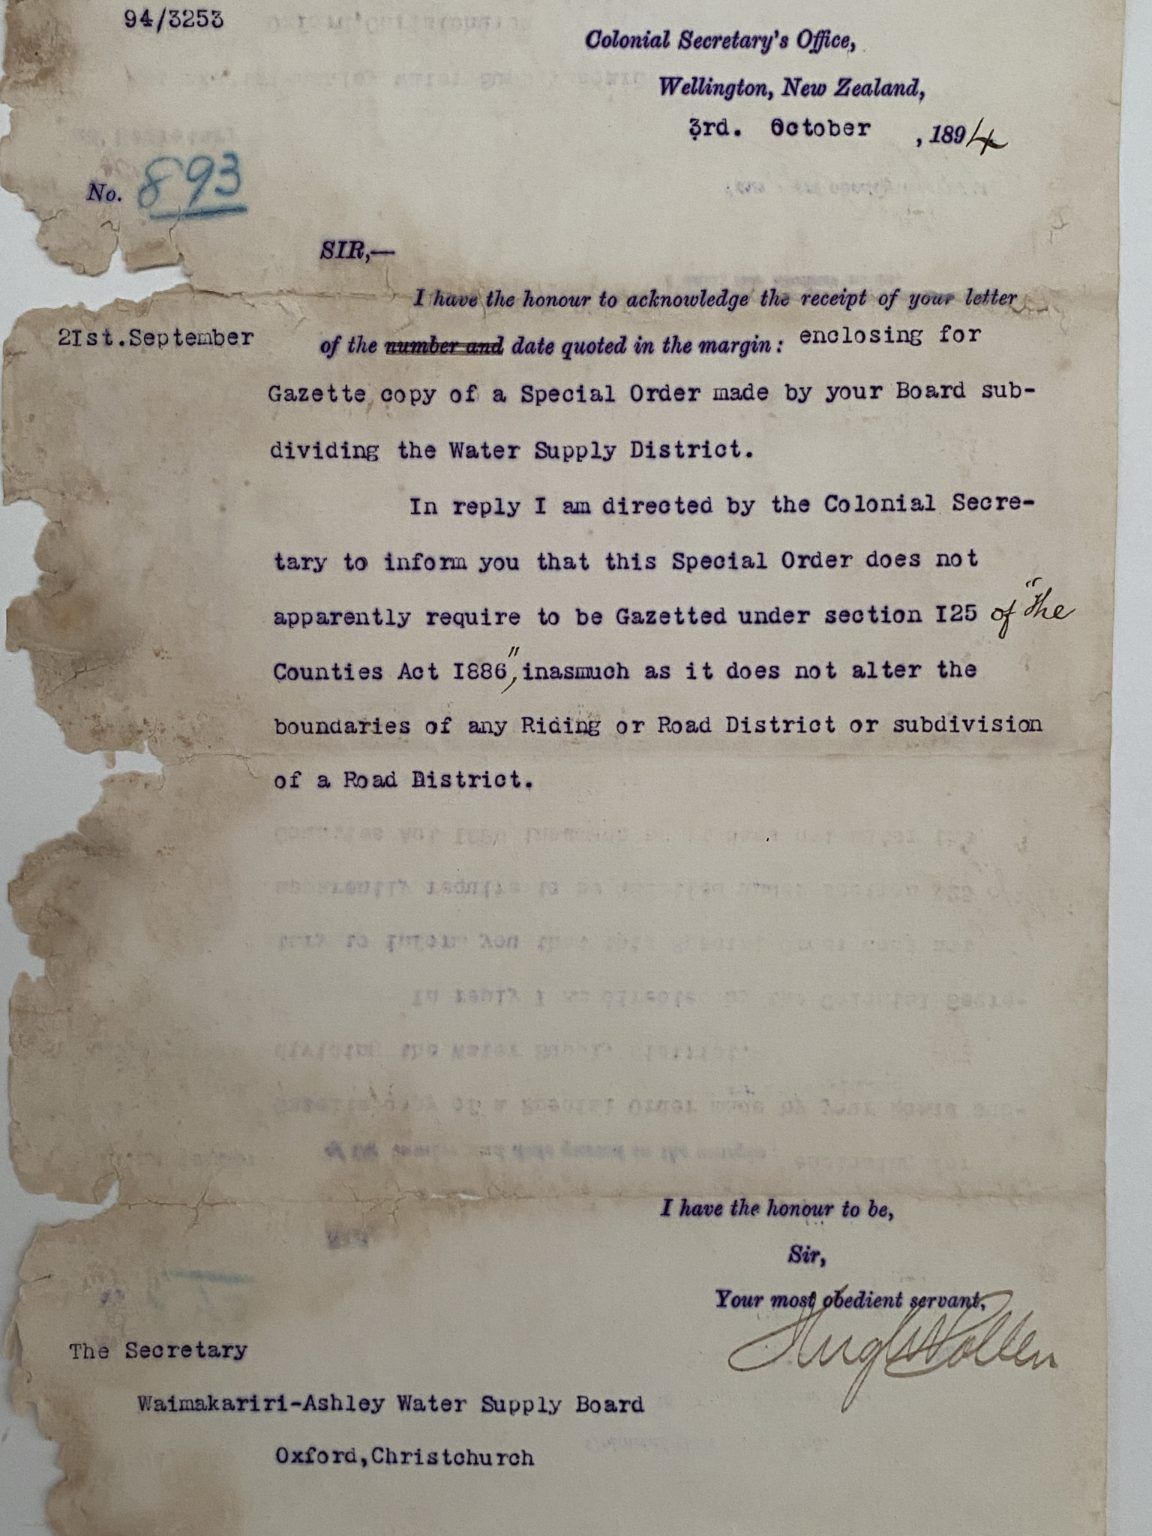 94/3253
Colonial Secretary's Office,
Wellington, New Zealand,
3rd. October , 1894
No. 893
SIR,—
I have the honour to acknowledge the receipt of your letter
21st.September
of the number and date quoted in the margin: enclosing for
Gazette copy of a Special Order made by your Board sub-
dividing the Water Supply District.
In reply I am directed by the Colonial Secre-
tary to inform you that this Special Order does not
apparently require to be Gazetted under section I25 of "The
Counties Act I886", inasmuch as it does not alter the
boundaries of any Riding or Road District or subdivision
of a Road District.
I have the honour to be,
Sir,
Your most obedient servant,
Hugh Pollen
The Secretary
Waimakariri-Ashley Water Supply Board
Oxford,Christchurch